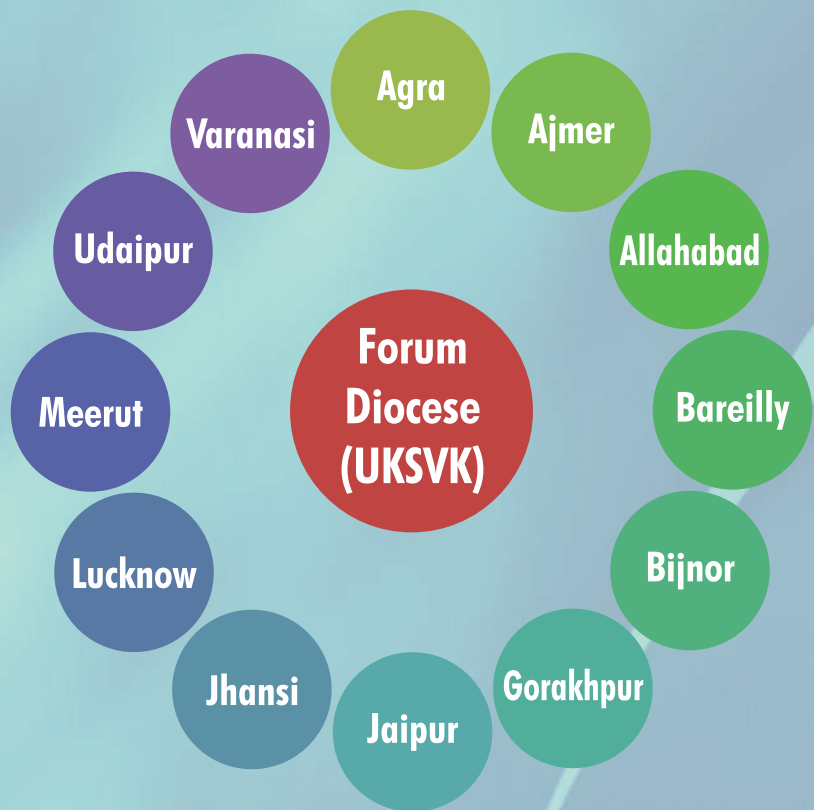 Agra
Ajmer
Allahabad
Bareilly
Bijnor
Gorakhpur
Jaipur
Jhansi
Lucknow
Meerut
Udaipur
Varanasi
Forum
Diocese
(UKSVK)